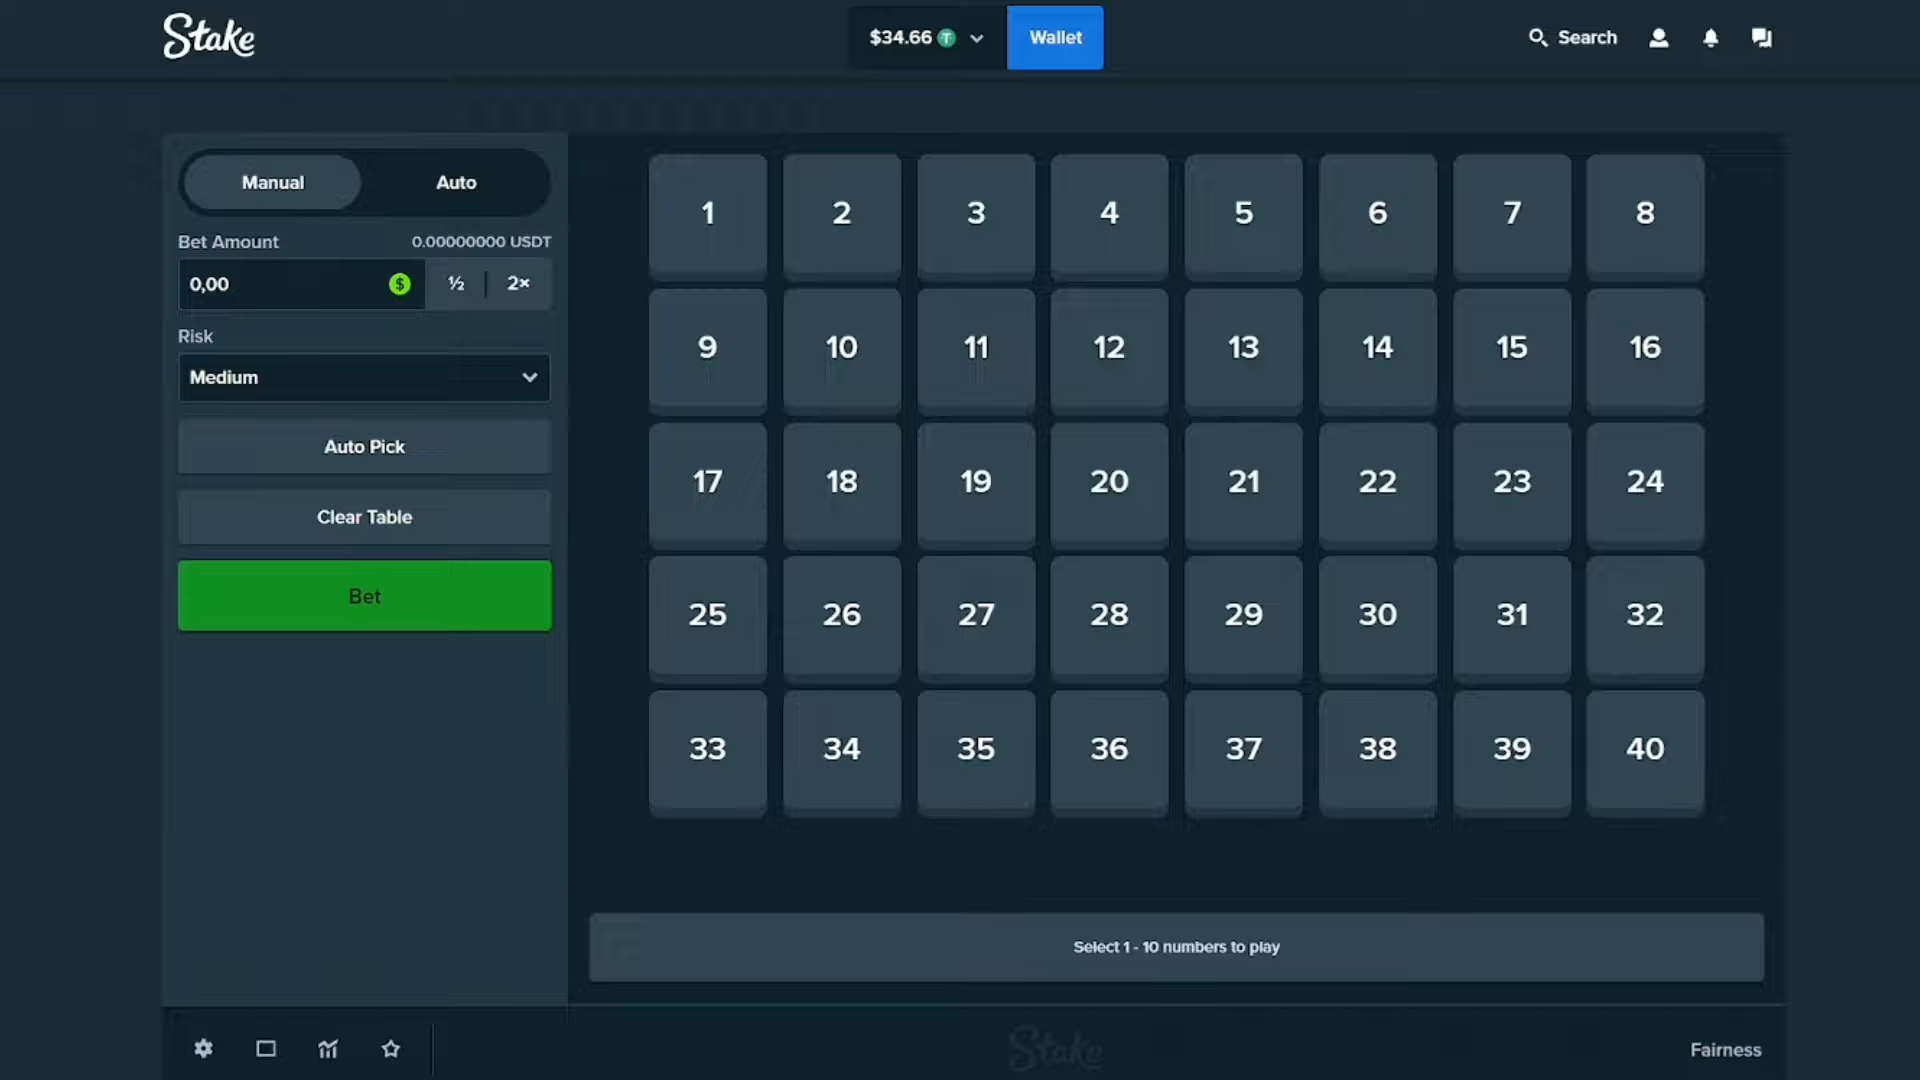 Stake
$34.66
Wallet
Search
Manual
Auto
Bet Amount
0.00000000 USDT
0,00
½
2×
Risk
Medium
Auto Pick
Clear Table
Bet
1 2 3 4 5 6 7 8
9 10 11 12 13 14 15 16
17 18 19 20 21 22 23 24
25 26 27 28 29 30 31 32
33 34 35 36 37 38 39 40
Select 1 - 10 numbers to play
Stake
Fairness